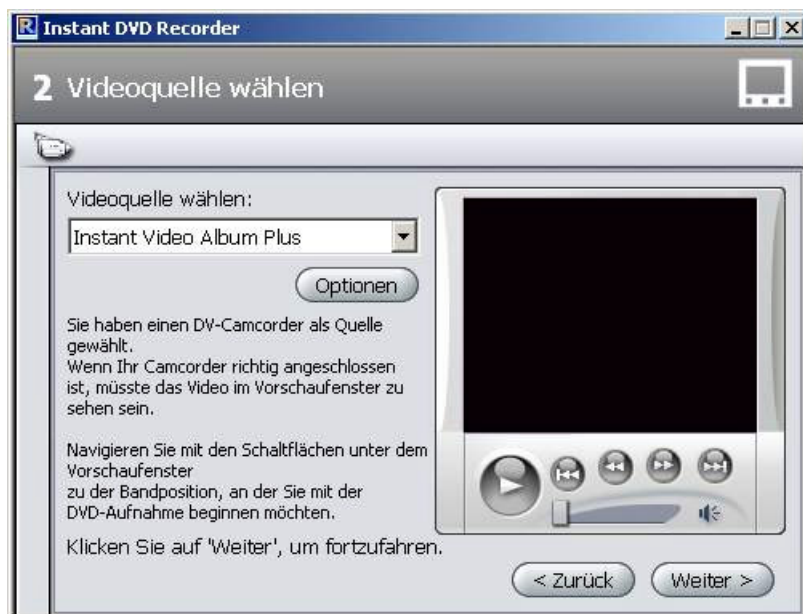 Instant DVD Recorder
2 Videoquelle wählen
Videoquelle wählen:
Instant Video Album Plus
Optionen
Sie haben einen DV-Camcorder als Quelle
gewählt.
Wenn Ihr Camcorder richtig angeschlossen
ist, müsste das Video im Vorschaufenster zu
sehen sein.
Navigieren Sie mit den Schaltflächen unter dem
Vorschaufenster
zu der Bandposition, an der Sie mit der
DVD-Aufnahme beginnen möchten.
Klicken Sie auf 'Weiter', um fortzufahren.
< Zurück
Weiter >